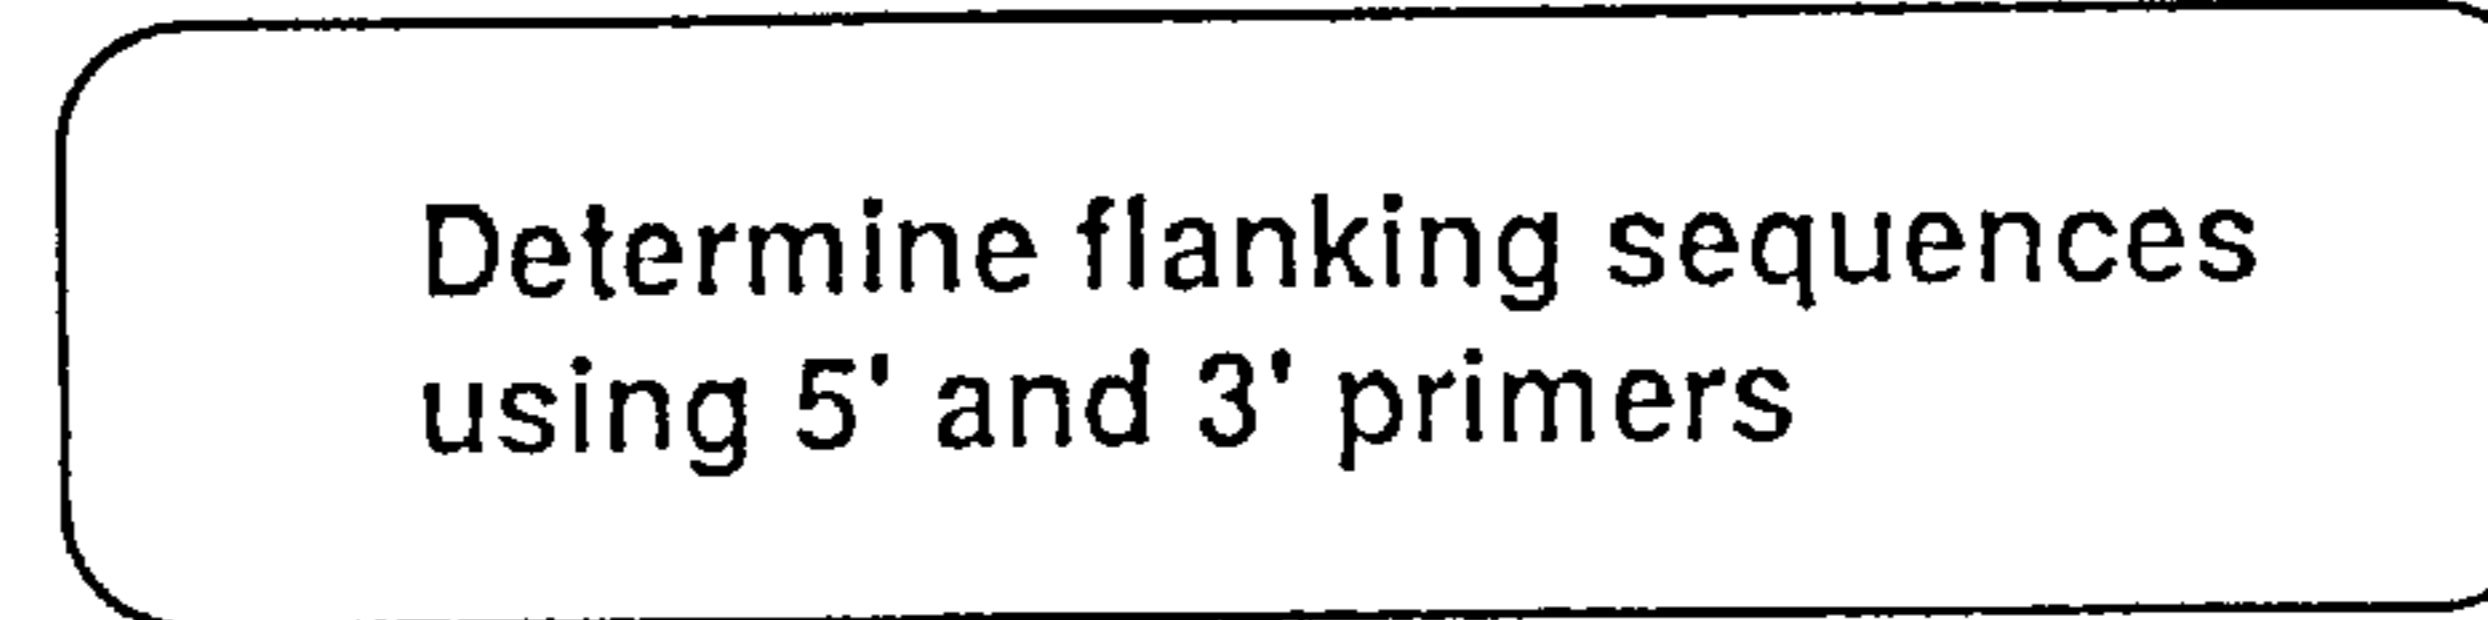 Determine flanking sequences
using 5' and 3' primers